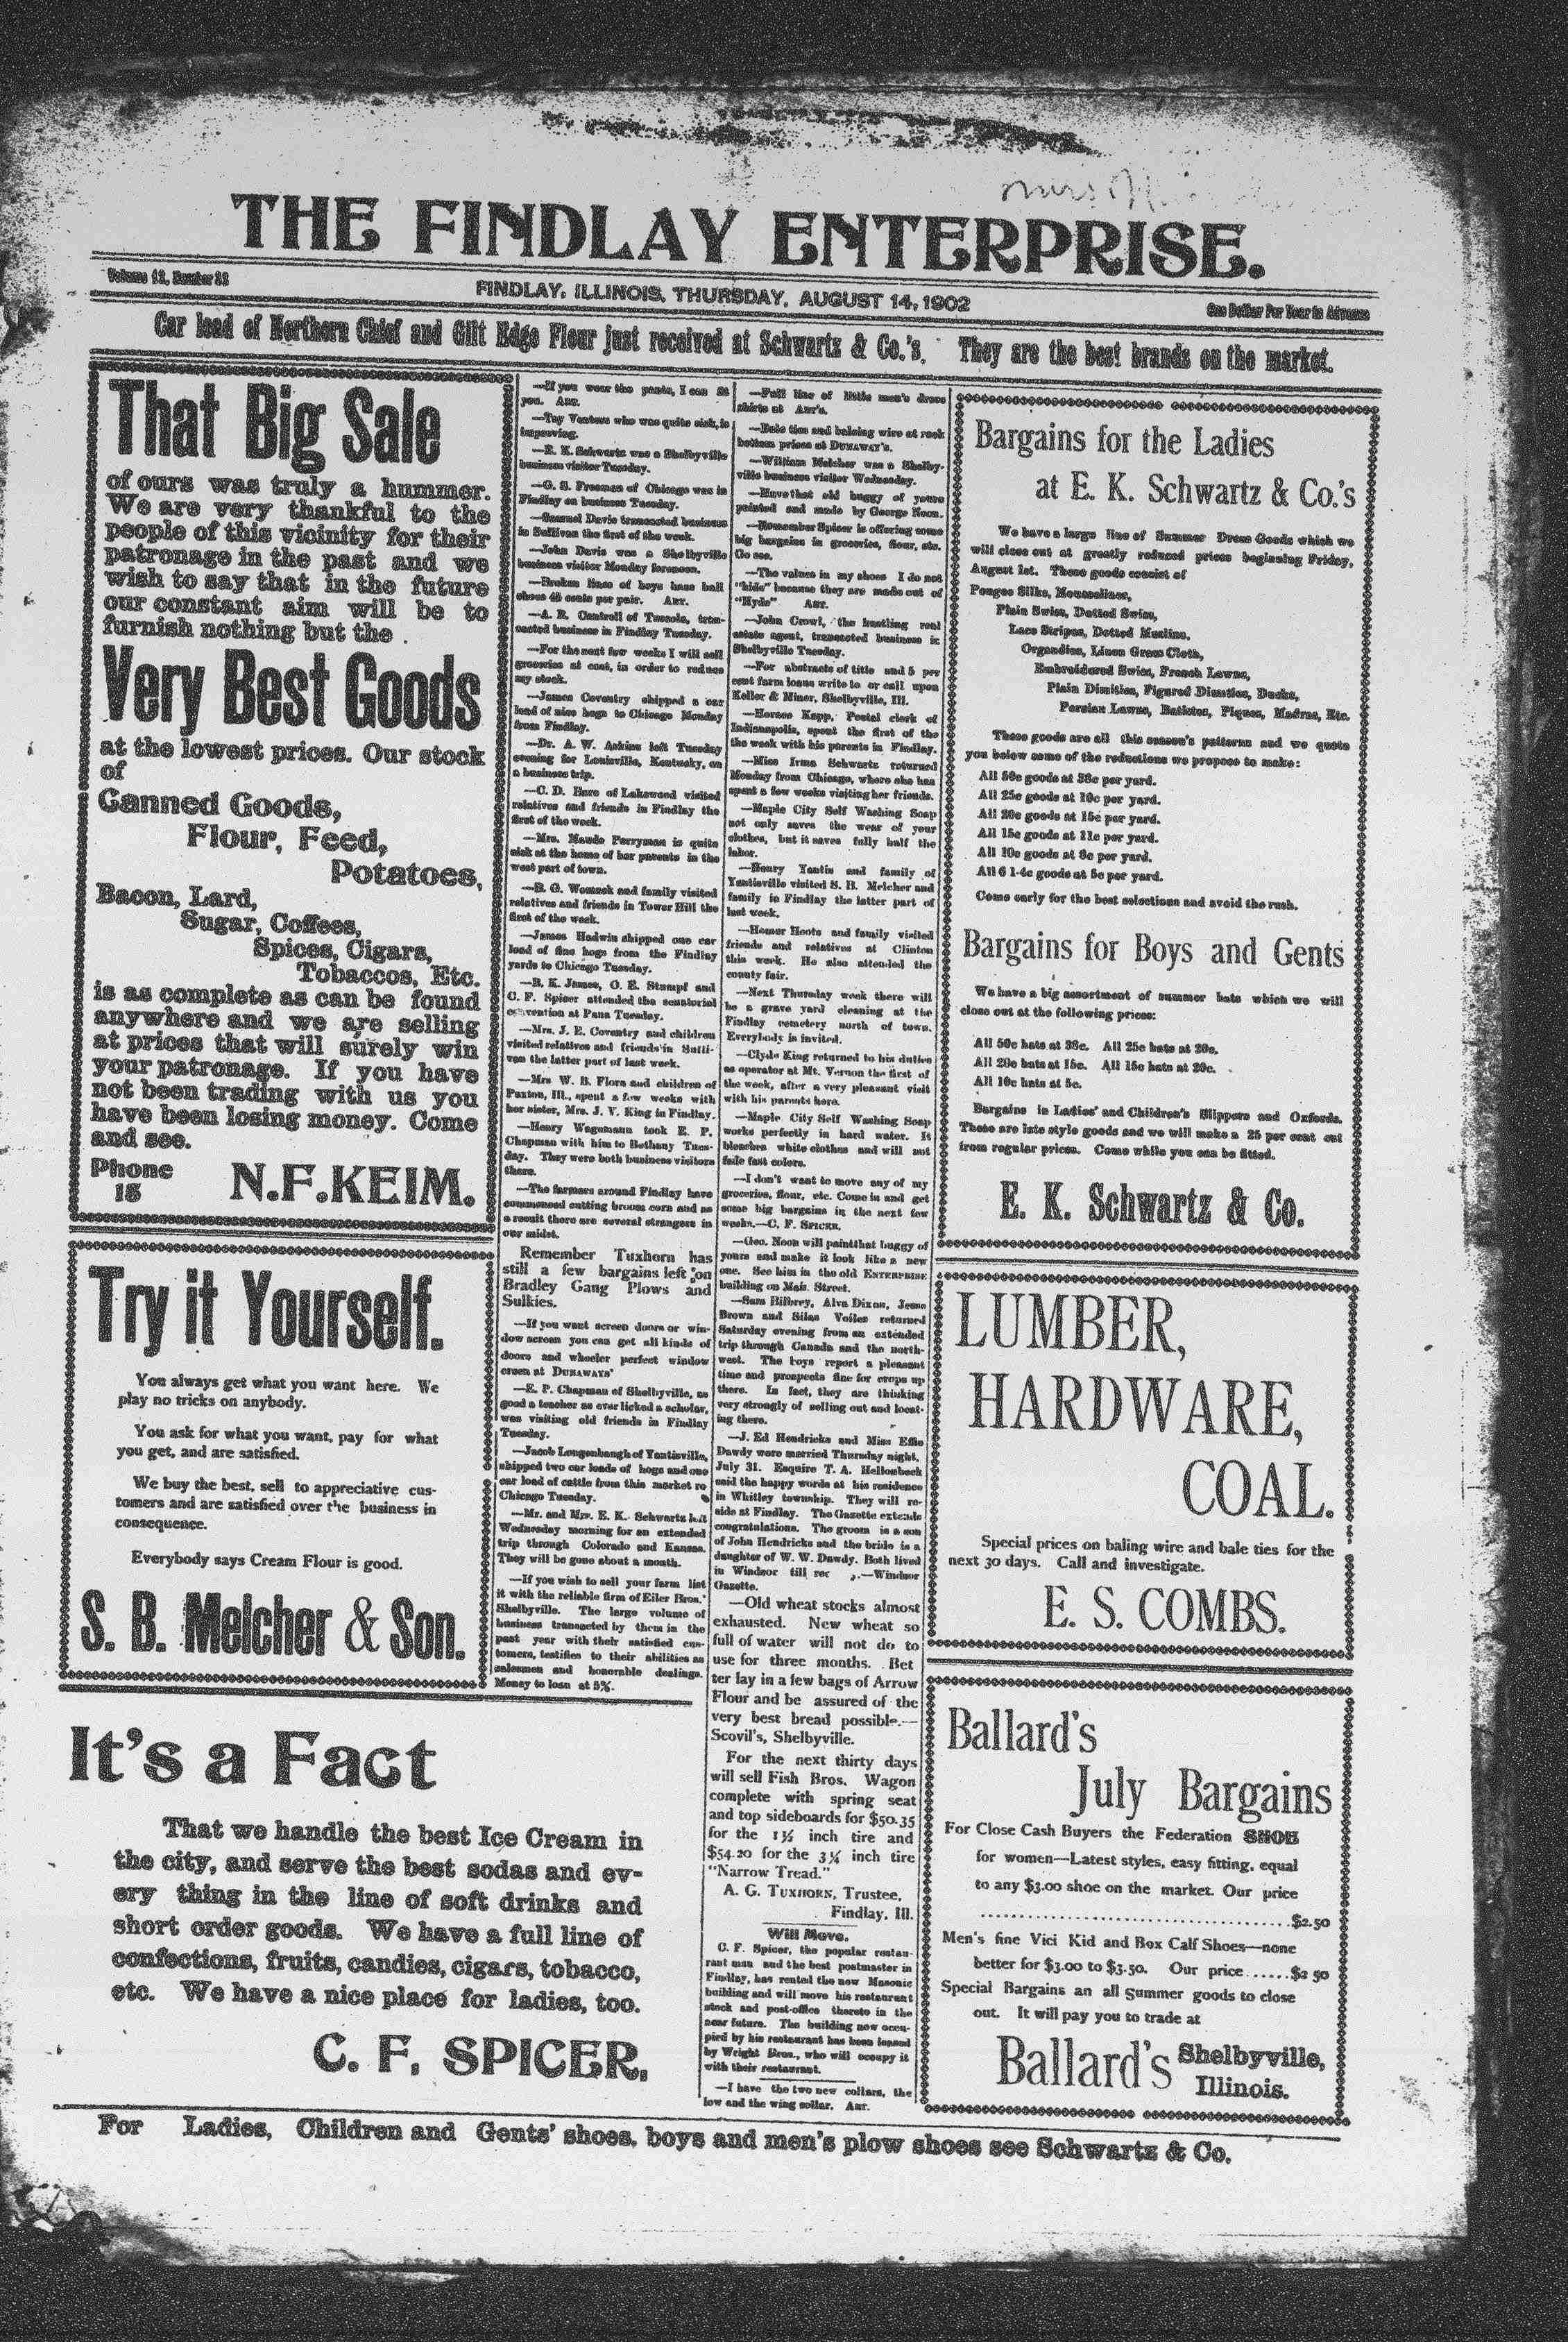 THE FINDLAY ENTERPRISE.
Volume 12, Number
FINDLAY, ILLINOIS, THURSDAY, AUGUST 14, 1902
One Dollar Per Year in Advance
Car load of Northern Chief and Gilt Edge Flour just received at Schwartz & Co.'s. They are the best brands on the market.
That Big Sale
of ours was truly a hummer.
We are very thankful to the
people of this vicinity for their
patronage in the past and we
wish to say that in the future
our constant aim will be to
furnish nothing but the
Very Best Goods
at the lowest prices. Our stock
of
Canned Goods,
Flour, Feed,
Potatoes,
Bacon, Lard,
Sugar, Coffees,
Spices, Cigars,
Tobaccos, Etc.
is as complete as can be found
anywhere and we are selling
at prices that will surely win
your patronage. If you have
not been trading with us you
have been losing money. Come
and see.
Phone
15
N.F.KEIM.
Try it Yourself.
You always get what you want here. We
play no tricks on anybody.
You ask for what you want, pay for what
you get, and are satisfied.
We buy the best, sell to appreciative cus-
tomers and are satisfied over the business in
consequence.
Everybody says Cream Flour is good.
S. B. Melcher & Son.
It's a Fact
That we handle the best Ice Cream in
the city, and serve the best sodas and ev-
ery thing in the line of soft drinks and
short order goods. We have a full line of
confections, fruits, candies, cigars, tobacco,
etc. We have a nice place for ladies, too.
C. F. SPICER.
—If you wear the pants, I can fit
you. ART.
—Tay Venters who was quite sick, is
improving.
—E. K. Schwartz was a Shelbyville
business visitor Tuesday.
—G. S. Freeman of Chicago was in
Findlay on business Tuesday.
—Samuel Davis transacted business
in Sullivan the first of the week.
—John Davis was a Shelbyville
business visitor Monday forenoon.
—Broken lines of boys base ball
shoes 45 cents per pair. ART.
—A. R. Cantrell of Tuscola, tran-
sacted business in Findlay Tuesday.
—For the next few weeks I will sell
groceries at cost, in order to reduce
my stock.
—James Coventry shipped a car
load of nice hogs to Chicago Monday
from Findlay.
—Dr. A. W. Askins left Tuesday
evening for Louisville, Kentucky, on
a business trip.
—C. D. Bare of Lakewood visited
relatives and friends in Findlay the
first of the week.
—Mrs. Maude Perryman is quite
sick at the home of her parents in the
west part of town.
—B. G. Womack and family visited
relatives and friends in Tower Hill the
first of the week.
—James Hadwin shipped one car
load of fine hogs from the Findlay
yards to Chicago Tuesday.
—R. K. James, O. E. Stumpf and
C. F. Spicer attended the senatorial
convention at Pana Tuesday.
—Mrs. J. E. Coventry and children
visited relatives and friends in Sulli-
van the latter part of last week.
—Mrs W. B. Flora and children of
Paxton, Ill., spent a few weeks with
her sister, Mrs. J. V. King in Findlay.
—Henry Wagemann took E. P.
Chapman with him to Bethany Tues-
day. They were both business visitors
there.
—The farmers around Findlay have
commenced cutting broom corn and as
a result there are several strangers in
our midst.
Remember Tuxhorn has
still a few bargains left on
Bradley Gang Plows and
Sulkies.
—If you want screen doors or win-
dow screen you can get all kinds of
doors and wheeler perfect window
creen at DUNAWAYS'
—E. P. Chapman of Shelbyville, as
good a teacher as ever licked a scholar,
was visiting old friends in Findlay
Tuesday.
—Jacob Longenbaugh of Yantisville,
shipped two car loads of hogs and one
car load of cattle from this market to
Chicago Tuesday.
—Mr. and Mrs. E. K. Schwartz left
Wednesday morning for an extended
trip through Colorado and Kansas.
They will be gone about a month.
—If you wish to sell your farm list
it with the reliable firm of Eiler Bros.'
Shelbyville. The large volume of
business transacted by them in the
past year with their satisfied cus-
tomers, testifies to their abilities as
salesmen and honorable dealings.
Money to loan at 5%.
—Full line of little men's dress
shirts at ART's.
—Bale ties and baleing wire at rock
bottom prices at DUNAWAY'S.
—William Melcher was a Shelby-
ville business visitor Wednesday.
—Have that old buggy of yours
painted and made by George Noon.
—Remember Spicer is offering some
big bargains in groceries, flour, etc.
Go see.
—The values in my shoes I do not
"hide" because they are made out of
"Hyde" ART.
—John Crowl, the hustling real
estate agent, transacted business in
Shelbyville Tuesday.
—For abstracts of title and 5 per
cent farm loans write to or call upon
Keller & Miner, Shelbyville, Ill.
—Horace Kepp, Postal clerk of
Indianapolis, spent the first of the
the week with his parents in Findlay.
—Miss Irma Schwartz returned
Monday from Chicago, where she has
spent a few weeks visiting her friends.
—Maple City Self Washing Soap
not only saves the wear of your
clothes, but it saves fully half the
labor.
—Henry Yantis and family of
Yantisville visited S. B. Melcher and
family in Findlay the latter part of
last week.
—Homer Hoots and family visited
friends and relatives at Clinton
this week. He also attended the
county fair.
—Next Thursday week there will
be a grave yard cleaning at the
Findlay cemetery north of town.
Everybody is invited.
—Clyde King returned to his duties
as operator at Mt. Vernon the first of
the week, after a very pleasant visit
with his parents here.
—Maple City Self Washing Soap
works perfectly in hard water. It
bleaches white clothes and will not
fade fast colors.
—I don't want to move any of my
groceries, flour, etc. Come in and get
some big bargains in the next few
weeks.—C. F. SPICER.
—Geo. Noon will paint that buggy of
yours and make it look like a new
one. See him in the old ENTERPRISE
building on Main Street.
—Sam Bilbrey, Alva Dixon, Jesse
Brown and Silas Voiles returned
Saturday evening from an extended
trip through Canada and the north-
west. The boys report a pleasant
time and prospects fine for crops up
there. In fact, they are thinking
very strongly of selling out and locat-
ing there.
—J. Ed Hendricks and Miss Effie
Dawdy were married Thursday night,
July 31. Esquire T. A. Hellonbeck
said the happy words at his residence
in Whitley township. They will re-
side at Findlay. The Gazette extends
congratulations. The groom is a son
of John Hendricks and the bride is a
daughter of W. W. Dawdy. Both lived
in Windsor till .—Windsor
Gazette.
—Old wheat stocks almost
exhausted. New wheat so
full of water will not do to
use for three months. Bet
ter lay in a few bags of Arrow
Flour and be assured of the
very best bread possible.—
Scovil's, Shelbyville.
For the next thirty days
will sell Fish Bros. Wagon
complete with spring seat
and top sideboards for $50.35
for the 1½ inch tire and
$54.20 for the 3¼ inch tire
"Narrow Tread."
A. G. TUXHORN, Trustee,
Findlay, Ill.
Will Move.
C. F. Spicer, the popular restau-
rant man and the best postmaster in
Findlay, has rented the new Masonic
building and will move his restaurant
stock and post-office thereto in the
near future. The building now occu-
pied by his restaurant has been leased
by Wright Bros., who will occupy it
with their restaurant.
—I have the two new collars, the
low and the wing collar. ART.
Bargains for the Ladies
at E. K. Schwartz & Co.'s
We have a large line of Summer Dress Goods which we
will close out at greatly reduced prices beginning Friday,
August 1st. These goods consist of
Pongee Silks, Mousselines,
Plain Swiss, Dotted Swiss,
Lace Stripes, Dotted Muslins,
Organdies, Linen Grass Cloth,
Embroidered Swiss, French Lawns,
Plain Dimities, Figured Dimities, Ducks,
Persian Lawns, Batistes, Piques, Madras, Etc.
These goods are all this season's patterns and we quote
you below some of the reductions we propose to make:
All 50c goods at 38c per yard.
All 25c goods at 19c per yard.
All 20c goods at 15c per yard.
All 15c goods at 11c per yard.
All 10c goods at 8c per yard.
All 6 1-4c goods at 5c per yard.
Come early for the best selections and avoid the rush.
Bargains for Boys and Gents
We have a big assortment of summer hats which we will
close out at the following prices:
All 50c hats at 38c. All 25c hats at 20c.
All 20c hats at 15c. All 15c hats at 20c.
All 10c hats at 5c.
Bargains in Ladies' and Children's Slippers and Oxfords.
These are late style goods and we will make a 25 per cent cut
from regular prices. Come while you can be fitted.
E. K. Schwartz & Co.
LUMBER,
HARDWARE,
COAL.
Special prices on baling wire and bale ties for the
next 30 days. Call and investigate.
E. S. COMBS.
Ballard's
July Bargains
For Close Cash Buyers the Federation SHOE
for women—Latest styles, easy fitting, equal
to any $3.00 shoe on the market. Our price
........................................$2.50
Men's fine Vici Kid and Box Calf Shoes—none
better for $3.00 to $3.50. Our price......$2 50
Special Bargains an all Summer goods to close
out. It will pay you to trade at
Ballard's Shelbyville,
Illinois.
For Ladies, Children and Gents' shoes, boys and men's plow shoes see Schwartz & Co.